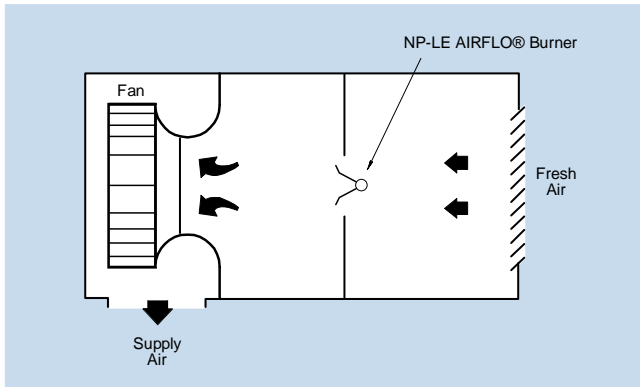 NP-LE AIRFLO® Burner
Fan
Fresh
Air
Supply
Air